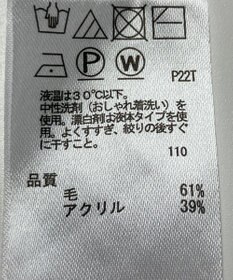 P
W
P22T
液温は30℃以下。
中性洗剤（おしゃれ着洗い）を
使用。漂白剤は液体タイプを使
用。よくすすぎ、絞りの後すぐ
に干すこと。
110
品質
毛 61%
アクリル 39%